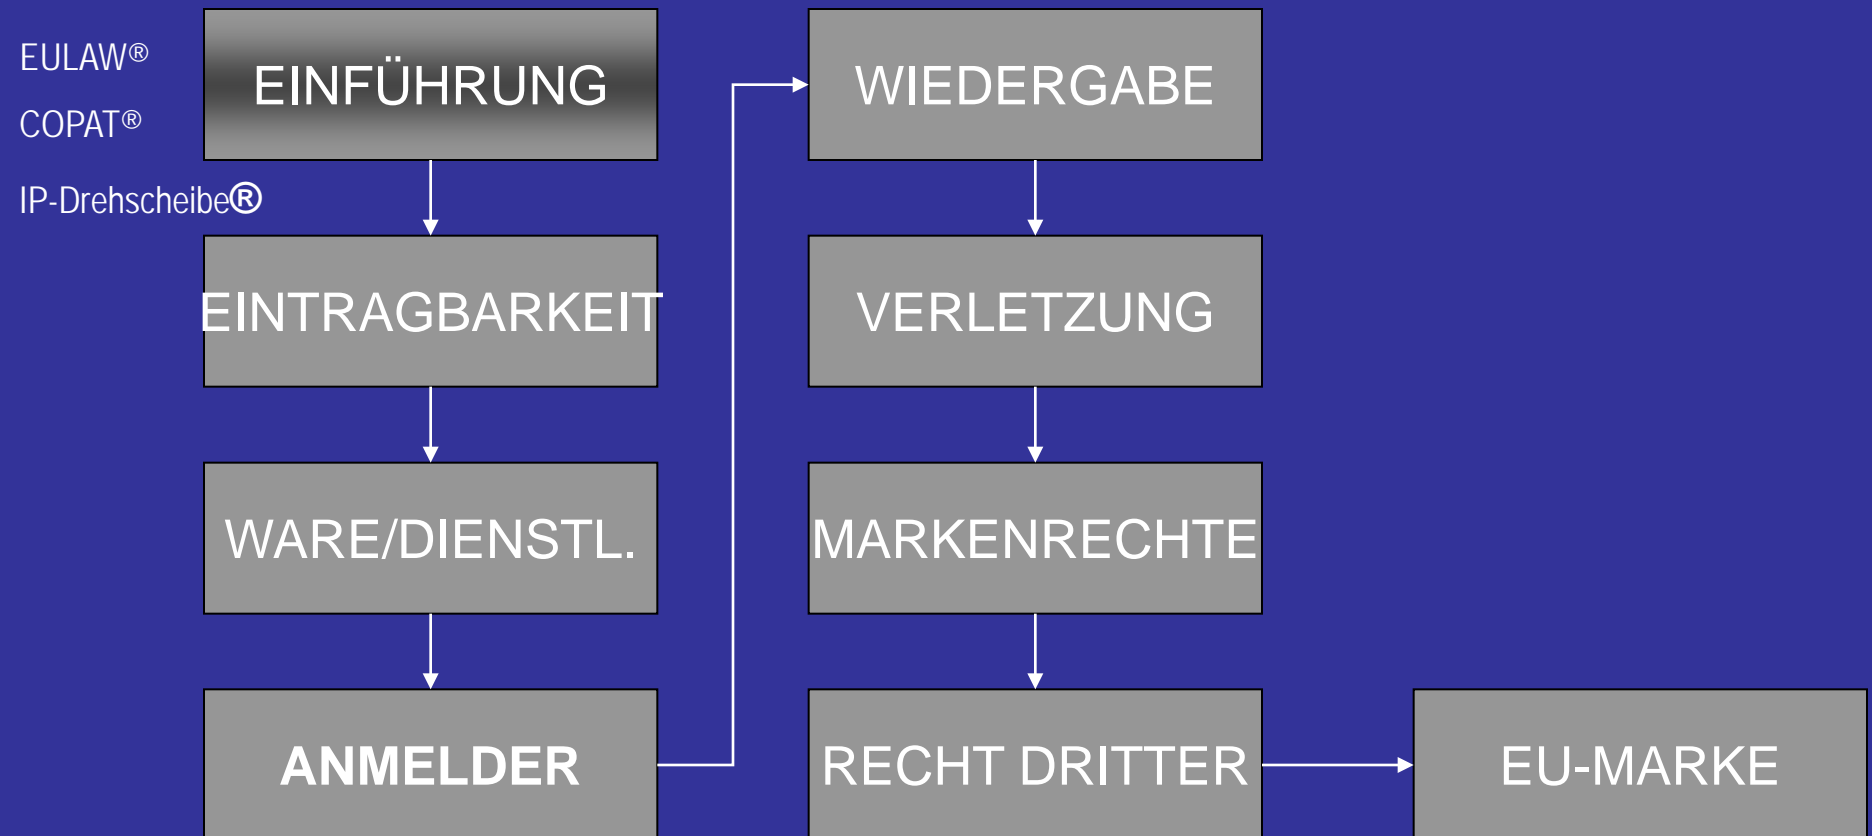 EULAW®
COPAT®
IP-Drehscheibe®
EINFÜHRUNG
EINTRAGBARKEIT
WARE/DIENSTL.
ANMELDER
WIEDERGABE
VERLETZUNG
MARKENRECHTE
RECHT DRITTER
EU-MARKE